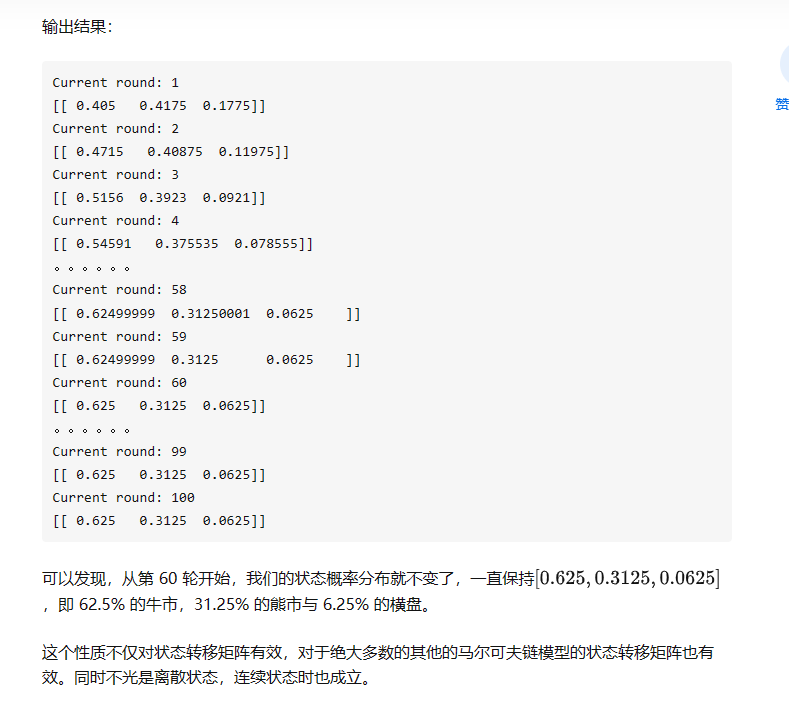 输出结果：
赞
Current round: 1
[[ 0.405   0.4175  0.1775]]
Current round: 2
[[ 0.4715   0.40875  0.11975]]
Current round: 3
[[ 0.5156  0.3923  0.0921]]
Current round: 4
[[ 0.54591   0.375535  0.078555]]
。。。。。。
Current round: 58
[[ 0.62499999  0.31250001  0.0625    ]]
Current round: 59
[[ 0.62499999  0.3125      0.0625    ]]
Current round: 60
[[ 0.625   0.3125  0.0625]]
。。。。。。
Current round: 99
[[ 0.625   0.3125  0.0625]]
Current round: 100
[[ 0.625   0.3125  0.0625]]
可以发现，从第 60 轮开始，我们的状态概率分布就不变了，一直保持[0.625, 0.3125, 0.0625]
，即 62.5% 的牛市，31.25% 的熊市与 6.25% 的横盘。
这个性质不仅对状态转移矩阵有效，对于绝大多数的其他的马尔可夫链模型的状态转移矩阵也有
效。同时不光是离散状态，连续状态时也成立。